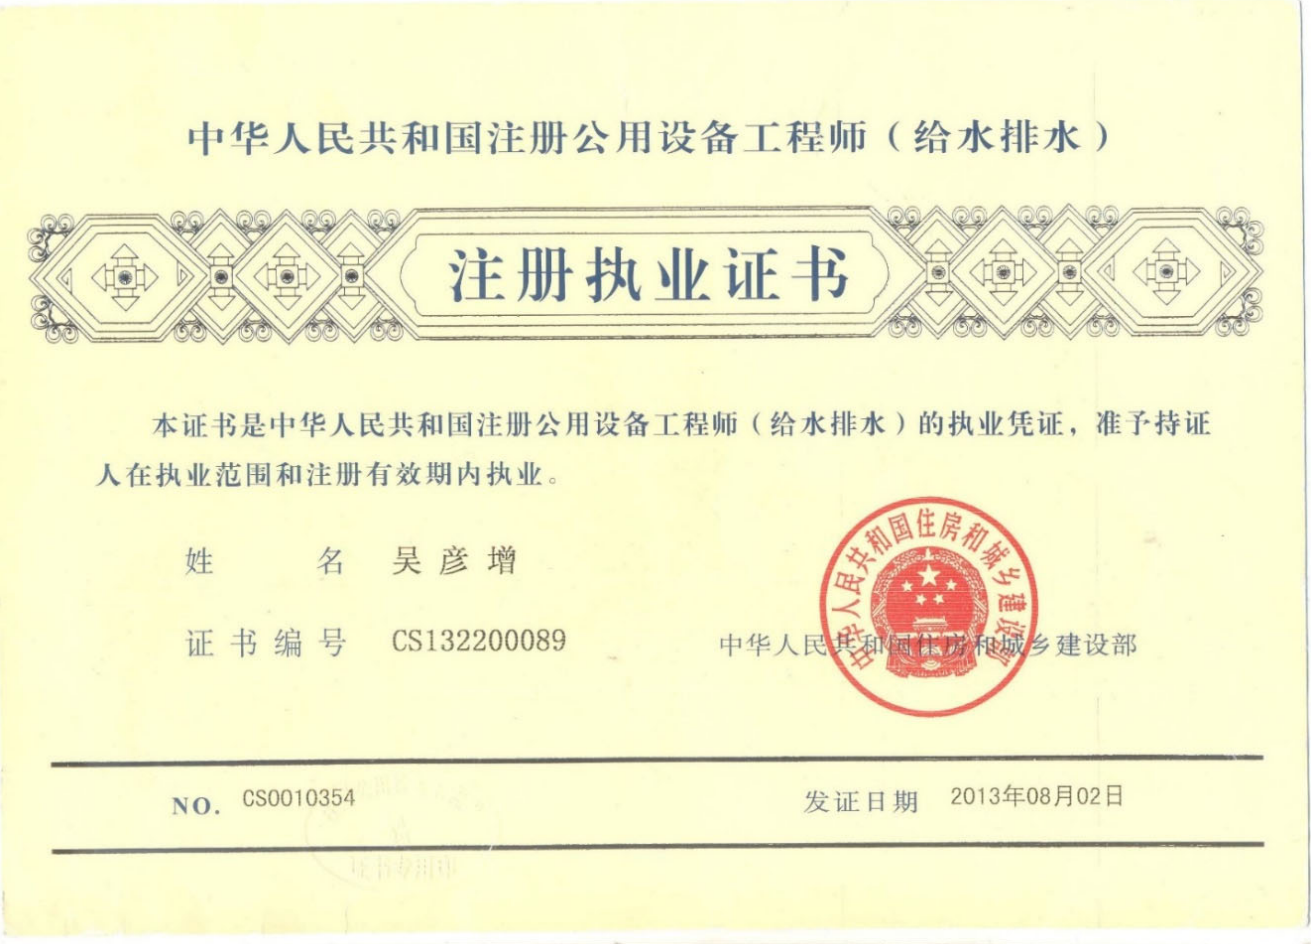 中华人民共和国注册公用设备工程师（给水排水）
注册执业证书
本证书是中华人民共和国注册公用设备工程师（给水排水）的执业凭证，准予持证
人在执业范围和注册有效期内执业。
姓 名 吴彦增
证书编号 CS132200089
中华人民共和国住房和城乡建设部
中华人民共和国住房和城乡建设部
NO. CS0010354
发证日期 2013年08月02日